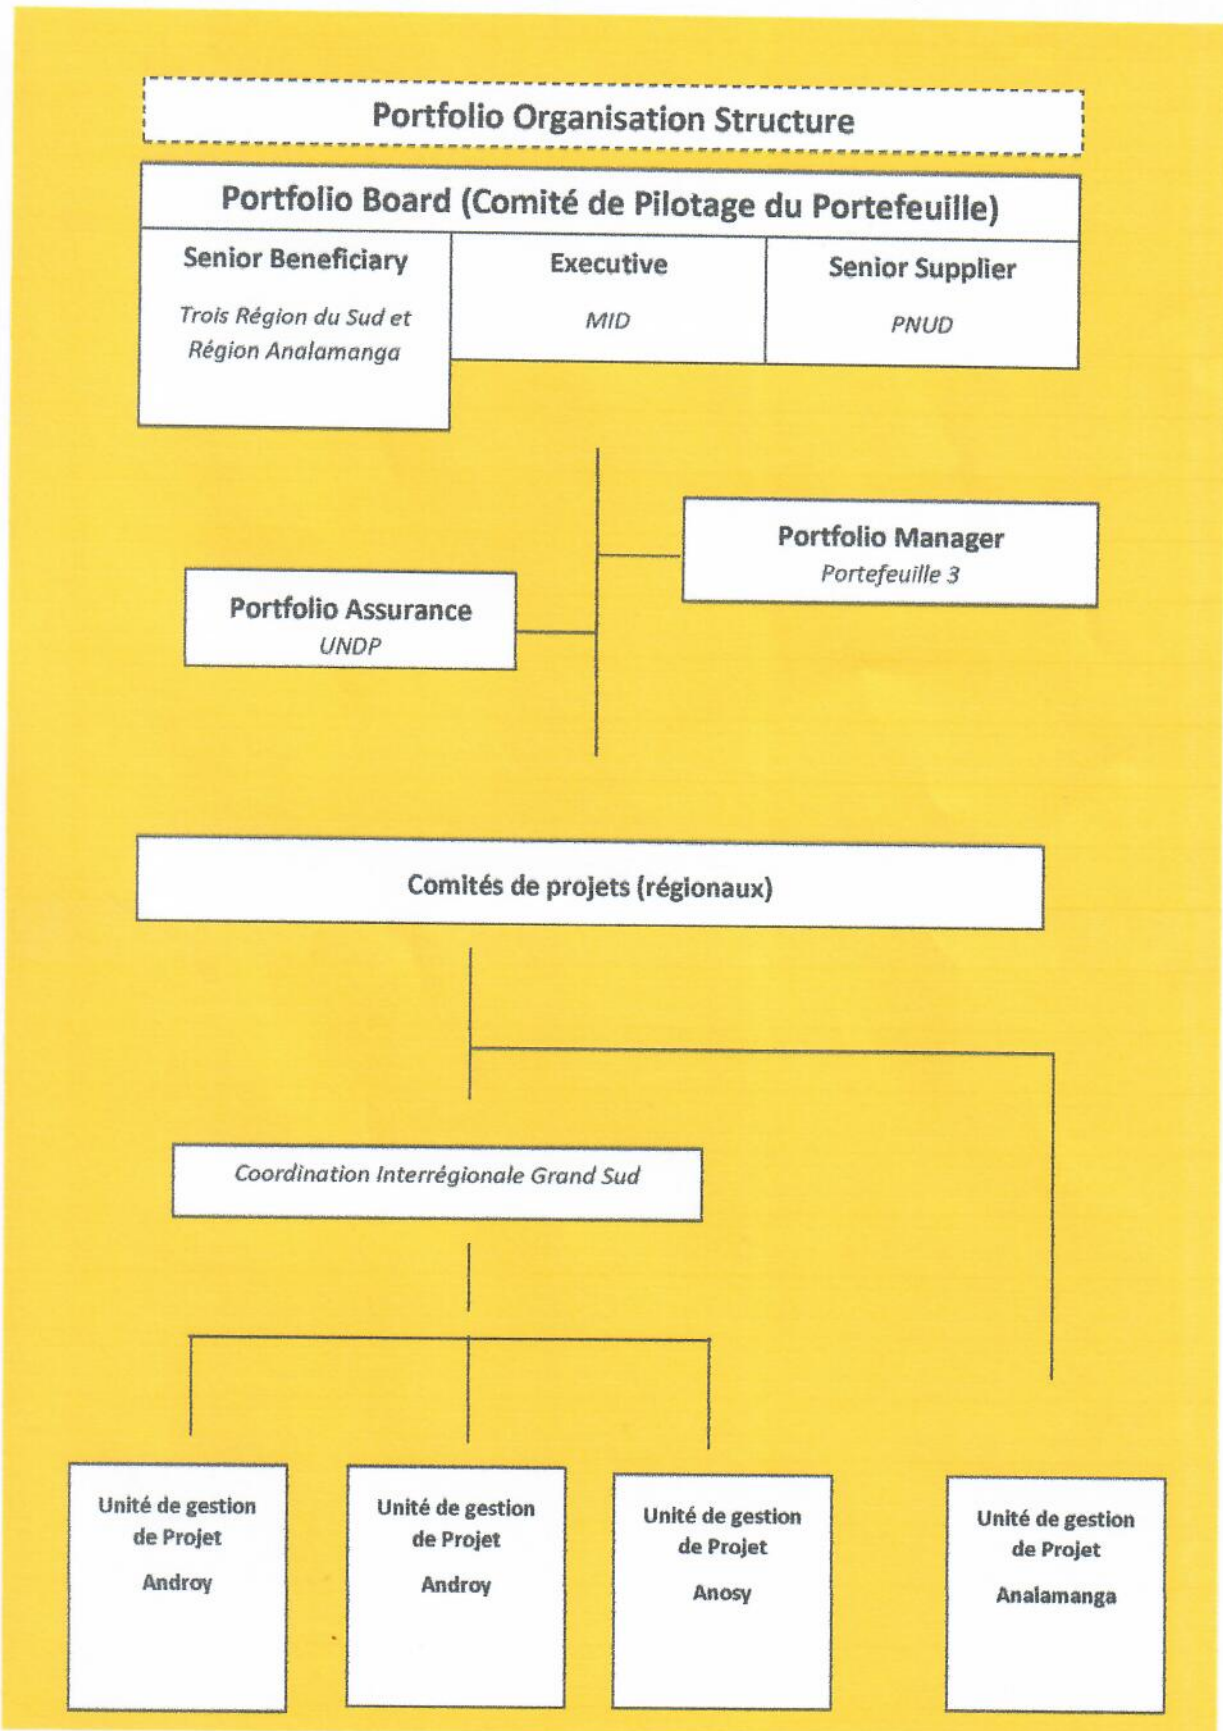 Portfolio Organisation Structure
Portfolio Board (Comité de Pilotage du Portefeuille)
Senior Beneficiary
Trois Région du Sud et
Région Analamanga
Executive
MID
Senior Supplier
PNUD
Portfolio Manager
Portefeuille 3
Portfolio Assurance
UNDP
Comités de projets (régionaux)
Coordination Interrégionale Grand Sud
Unité de gestion
de Projet
Androy
Unité de gestion
de Projet
Androy
Unité de gestion
de Projet
Anosy
Unité de gestion
de Projet
Analamanga